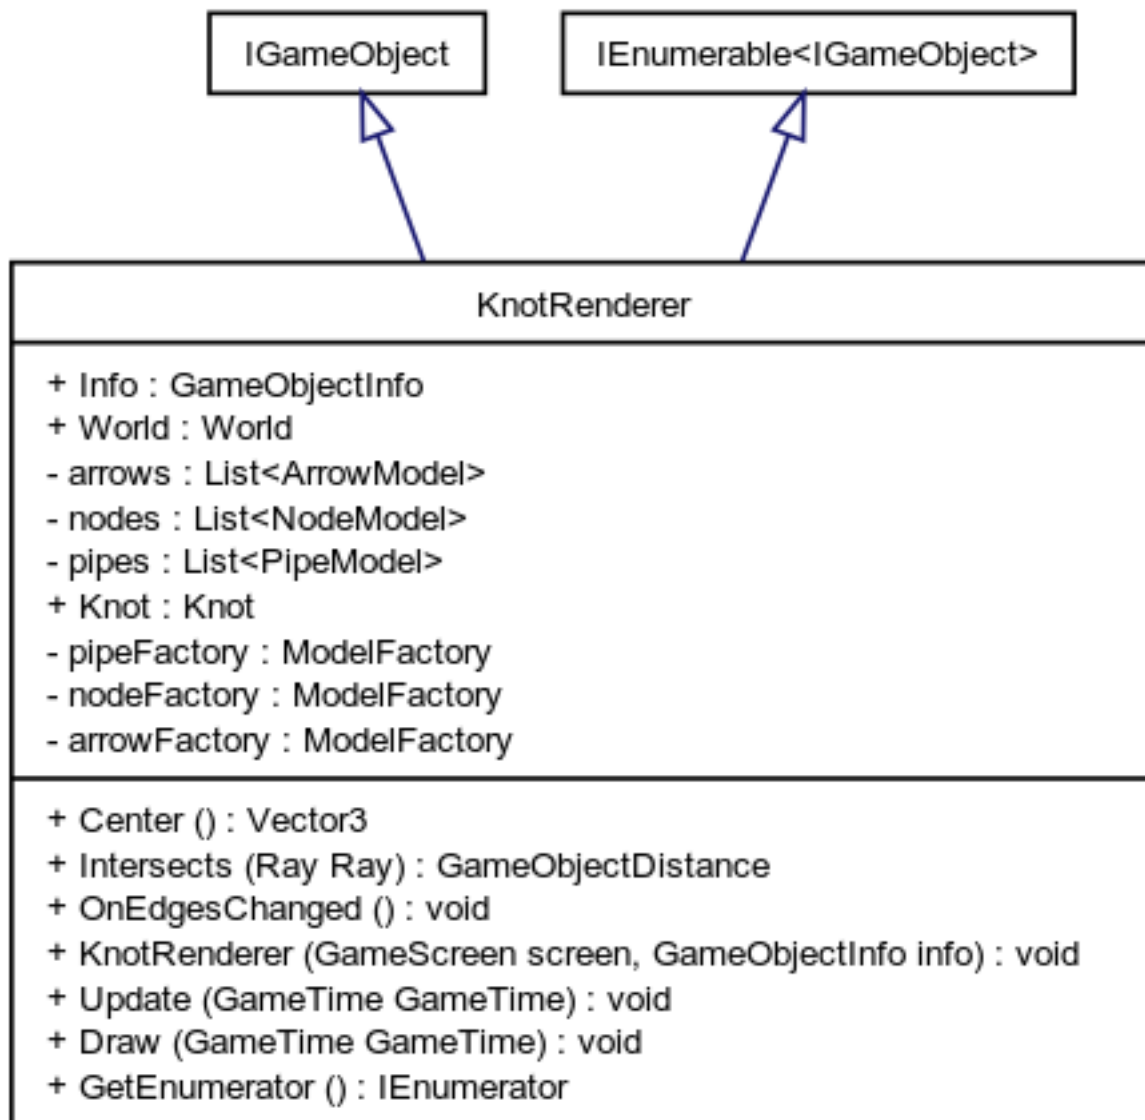 IGameObject
IEnumerable<IGameObject>
KnotRenderer
+ Info : GameObjectInfo
+ World : World
- arrows : List<ArrowModel>
- nodes : List<NodeModel>
- pipes : List<PipeModel>
+ Knot : Knot
- pipeFactory : ModelFactory
- nodeFactory : ModelFactory
- arrowFactory : ModelFactory
+ Center () : Vector3
+ Intersects (Ray Ray) : GameObjectDistance
+ OnEdgesChanged () : void
+ KnotRenderer (GameScreen screen, GameObjectInfo info) : void
+ Update (GameTime GameTime) : void
+ Draw (GameTime GameTime) : void
+ GetEnumerator () : IEnumerator